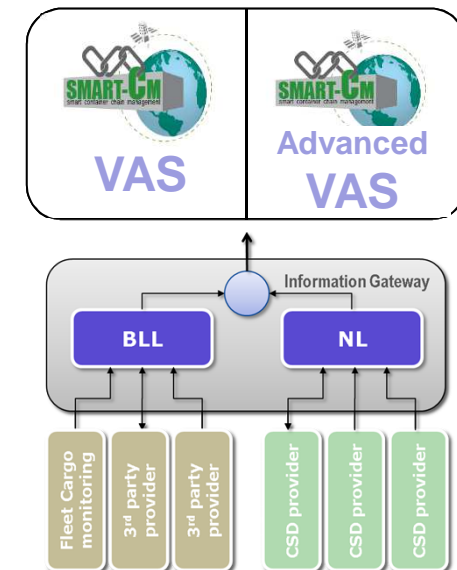 SMART-CM
smart container chain management
VAS
SMART-CM
smart container chain management
Advanced
VAS
Information Gateway
BLL
NL
Fleet Cargo
monitoring
3rd party
provider
3rd party
provider
CSD provider
CSD provider
CSD provider